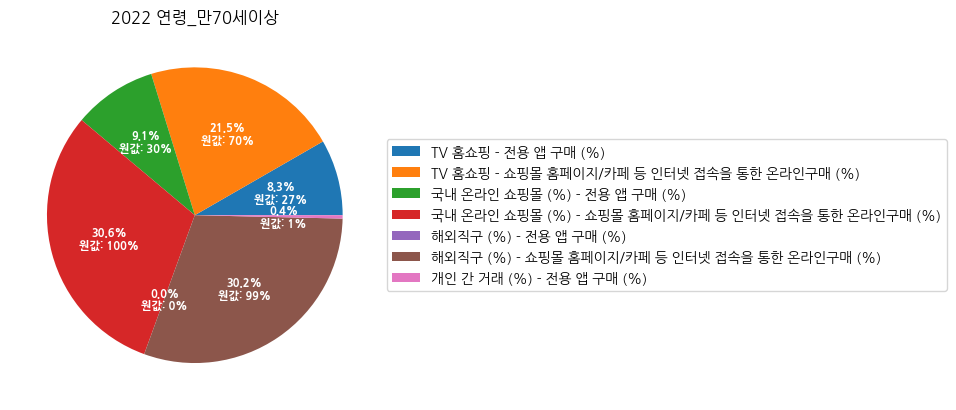 2022 연령_만70세이상
21.5%
원값: 70%
9.1%
원값: 30%
8.3%
원값: 27%
0.4%
원값: 1%
30.6%
원값: 100%
30.2%
원값: 99%
0.0%
원값: 0%
TV 홈쇼핑 - 전용 앱 구매 (%)
TV 홈쇼핑 - 쇼핑몰 홈페이지/카페 등 인터넷 접속을 통한 온라인구매 (%)
국내 온라인 쇼핑몰 (%) - 전용 앱 구매 (%)
국내 온라인 쇼핑몰 (%) - 쇼핑몰 홈페이지/카페 등 인터넷 접속을 통한 온라인구매 (%)
해외직구 (%) - 전용 앱 구매 (%)
해외직구 (%) - 쇼핑몰 홈페이지/카페 등 인터넷 접속을 통한 온라인구매 (%)
개인 간 거래 (%) - 전용 앱 구매 (%)